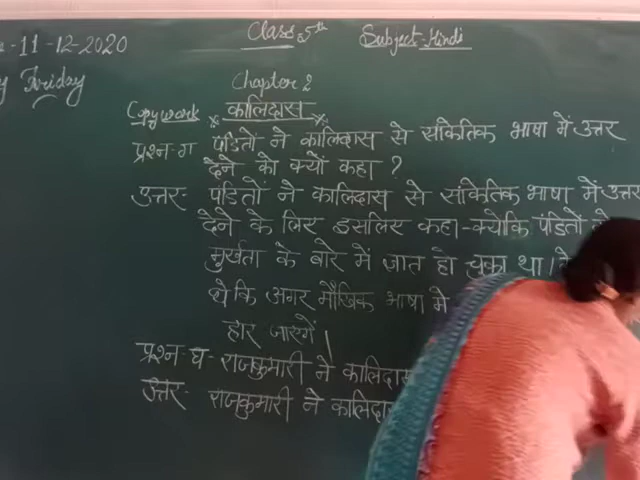 11-12-2020 Class 5th Subject-Hindi
Friday
Chapter 2
Copywork कालिदास
प्रश्न-ग पंडितों ने कालिदास से सांकेतिक भाषा में उत्तर
देने को क्यों कहा ?
उत्तर- पंडितों ने कालिदास से सांकेतिक भाषा में उत्तर
देने के लिए इसलिए कहा-क्योंकि पंडितों
मुर्खता के बारे में ज्ञात हो चुका था।
थे कि अगर मौखिक भाषा मे
हार जाएगें।
प्रश्न-घ- राजकुमारी ने कालिदास
उत्तर- राजकुमारी ने कालिदास